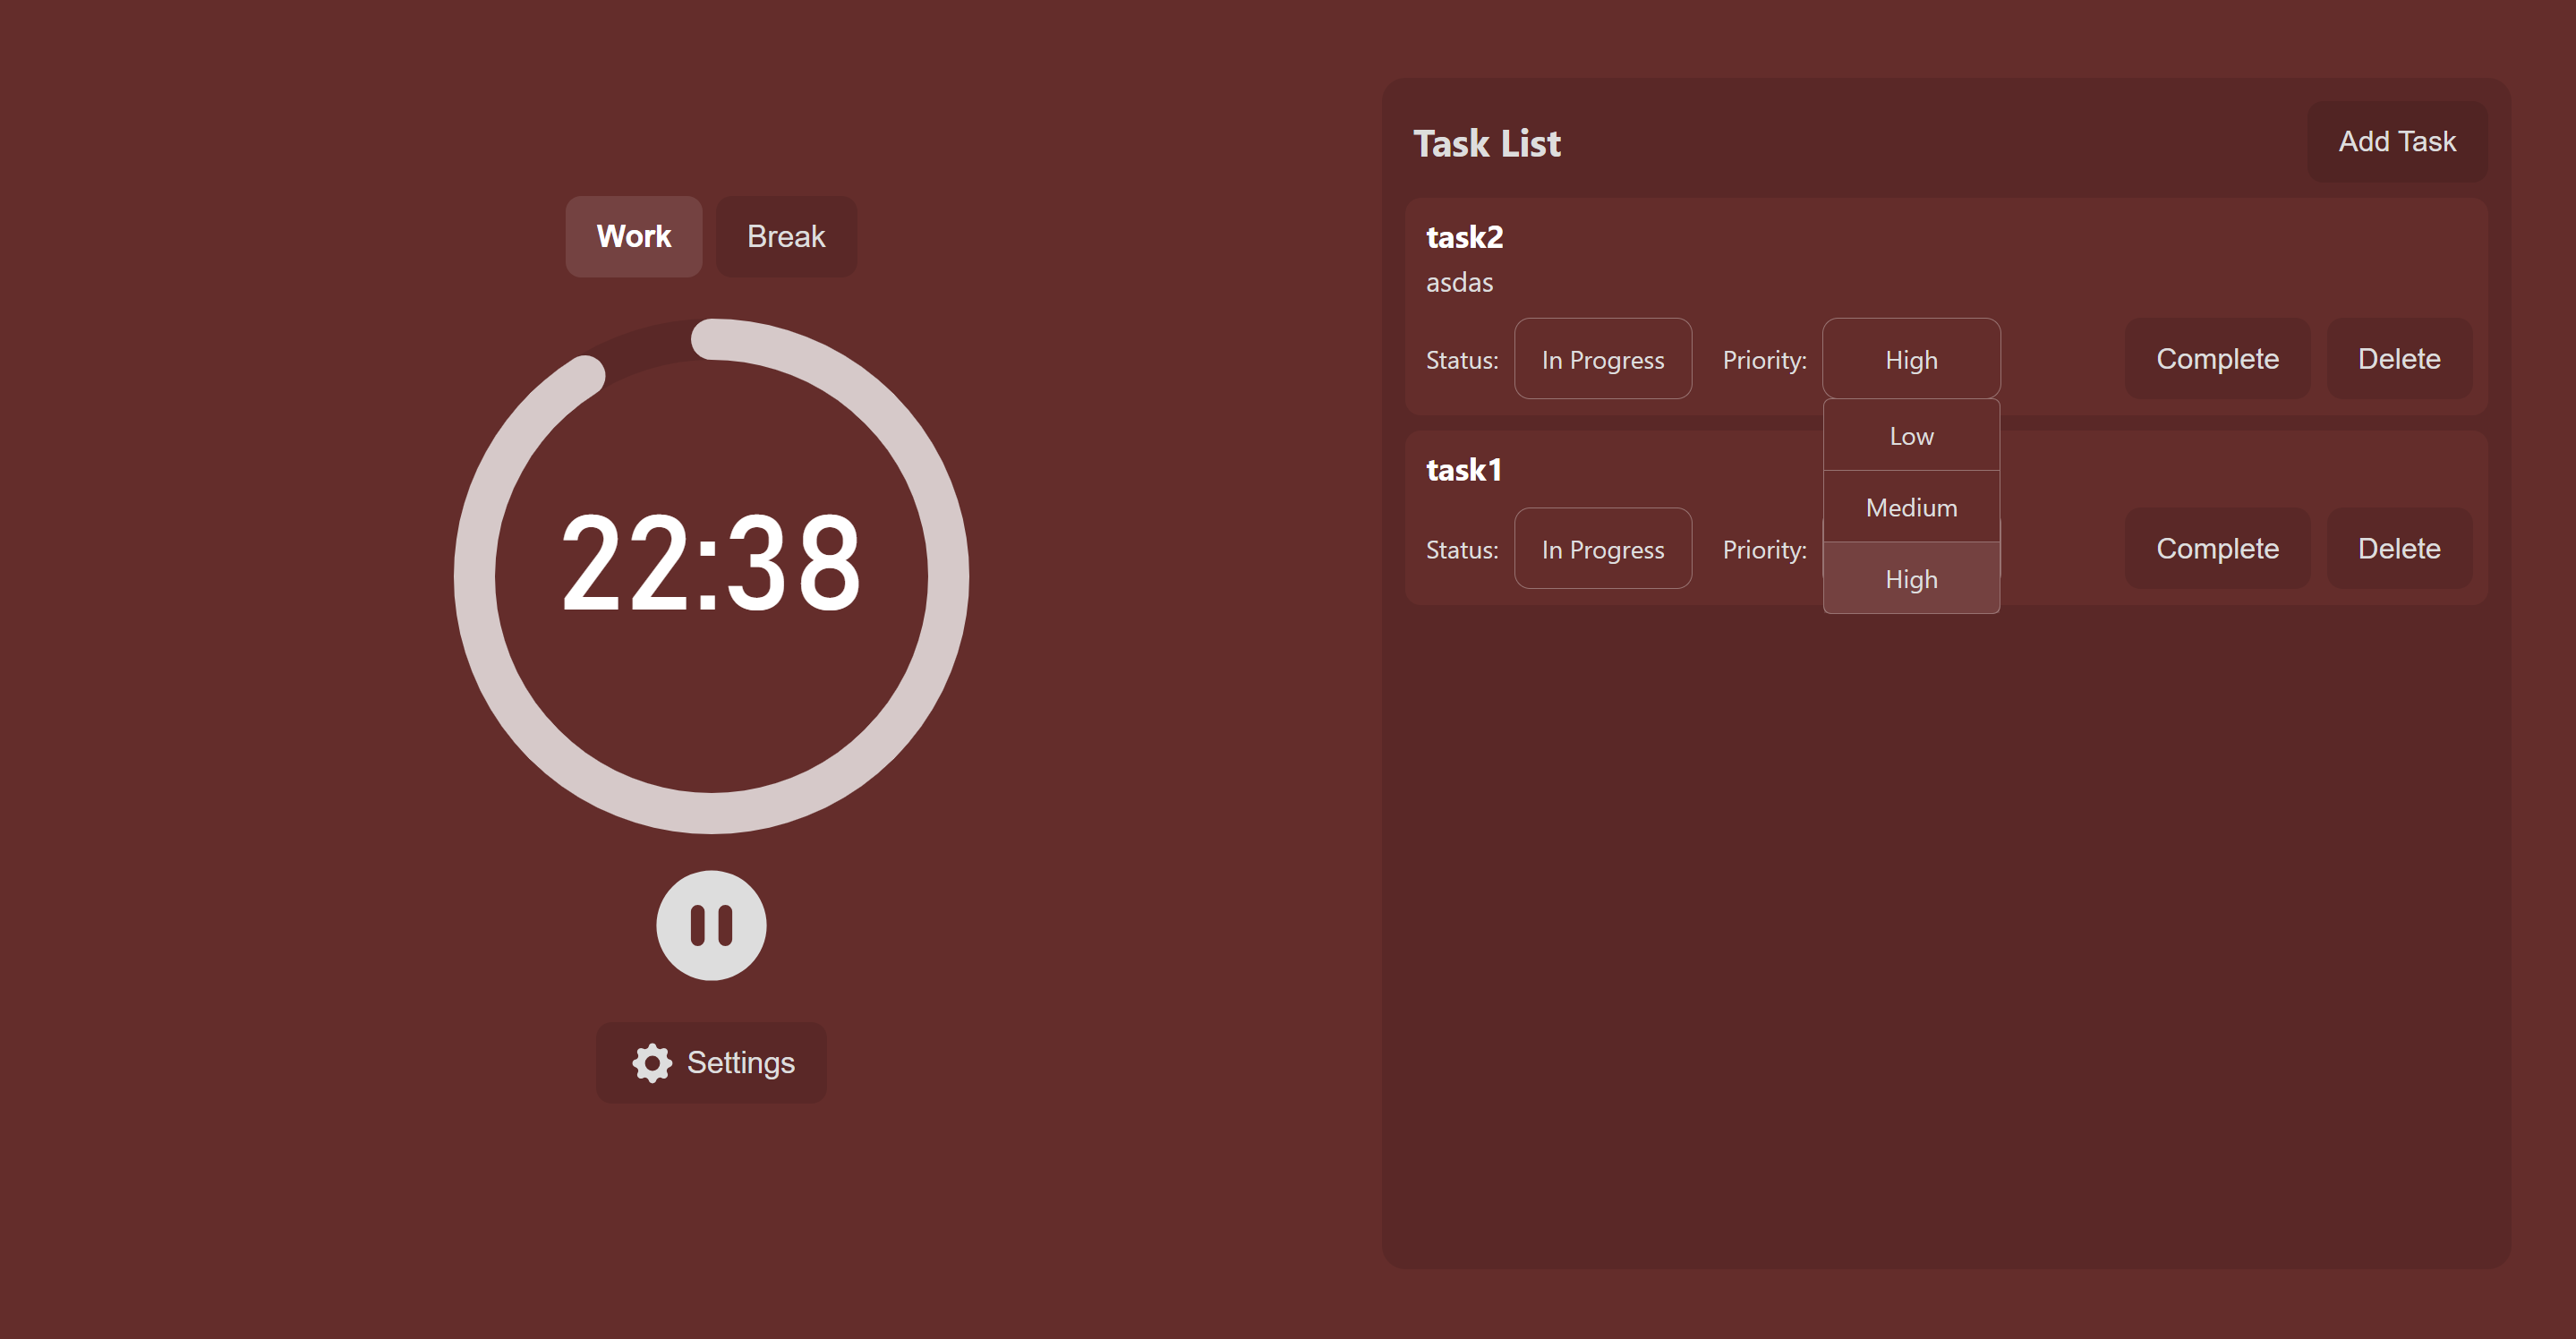 Work
Break
22:38
Settings
Task List
Add Task
task2
asdas
Status: In Progress Priority: High Complete Delete
Low
Medium
High
task1
Status: In Progress Priority: Complete Delete